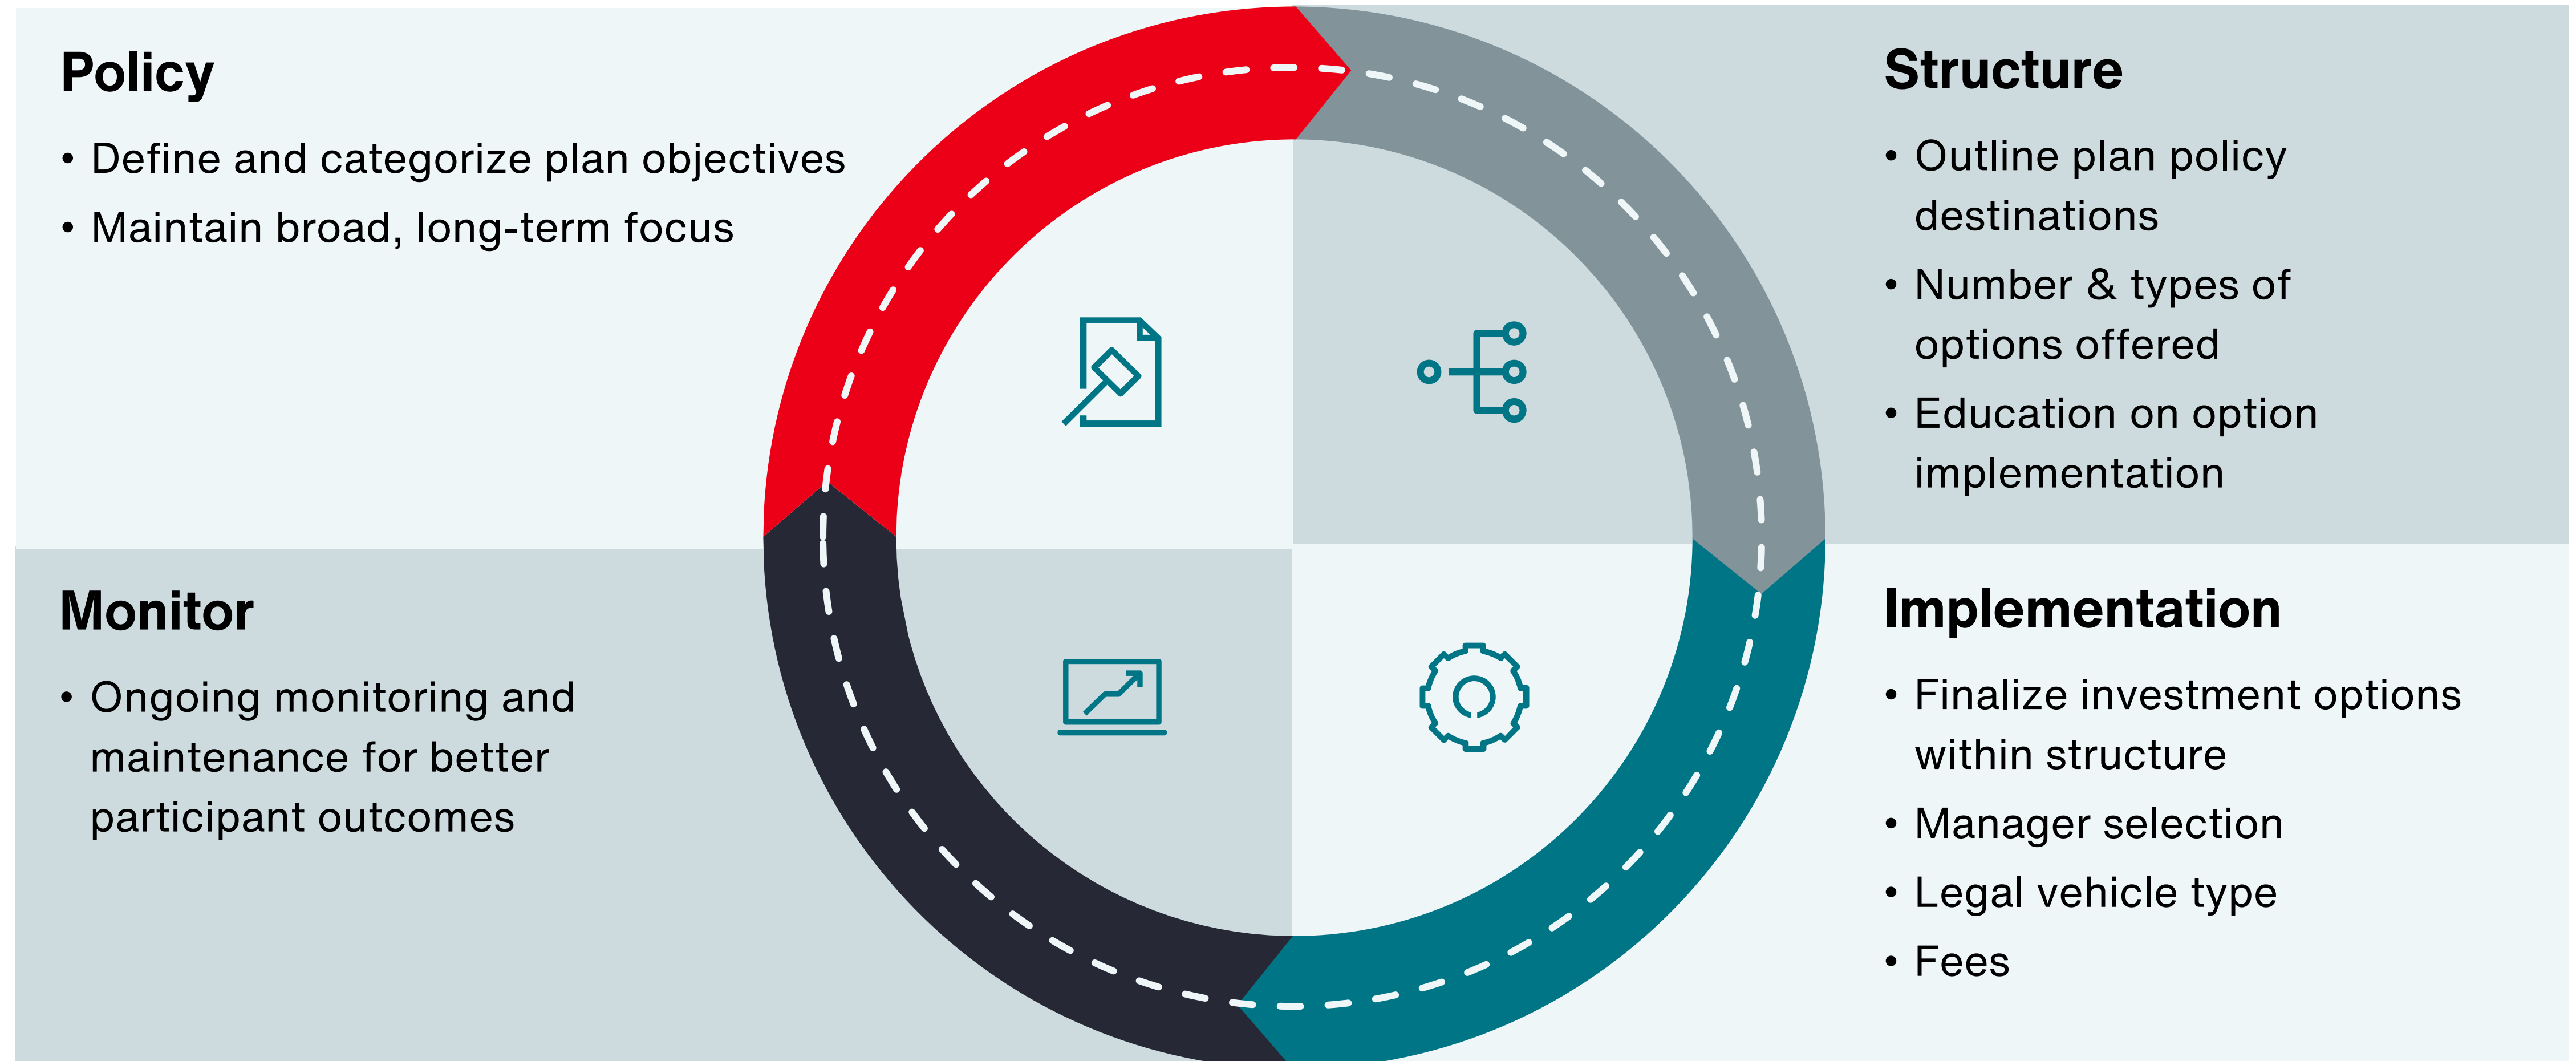 Policy
• Define and categorize plan objectives
• Maintain broad, long-term focus
Structure
• Outline plan policy
destinations
• Number & types of
options offered
• Education on option
implementation
Monitor
• Ongoing monitoring and
maintenance for better
participant outcomes
Implementation
• Finalize investment options
within structure
• Manager selection
• Legal vehicle type
• Fees